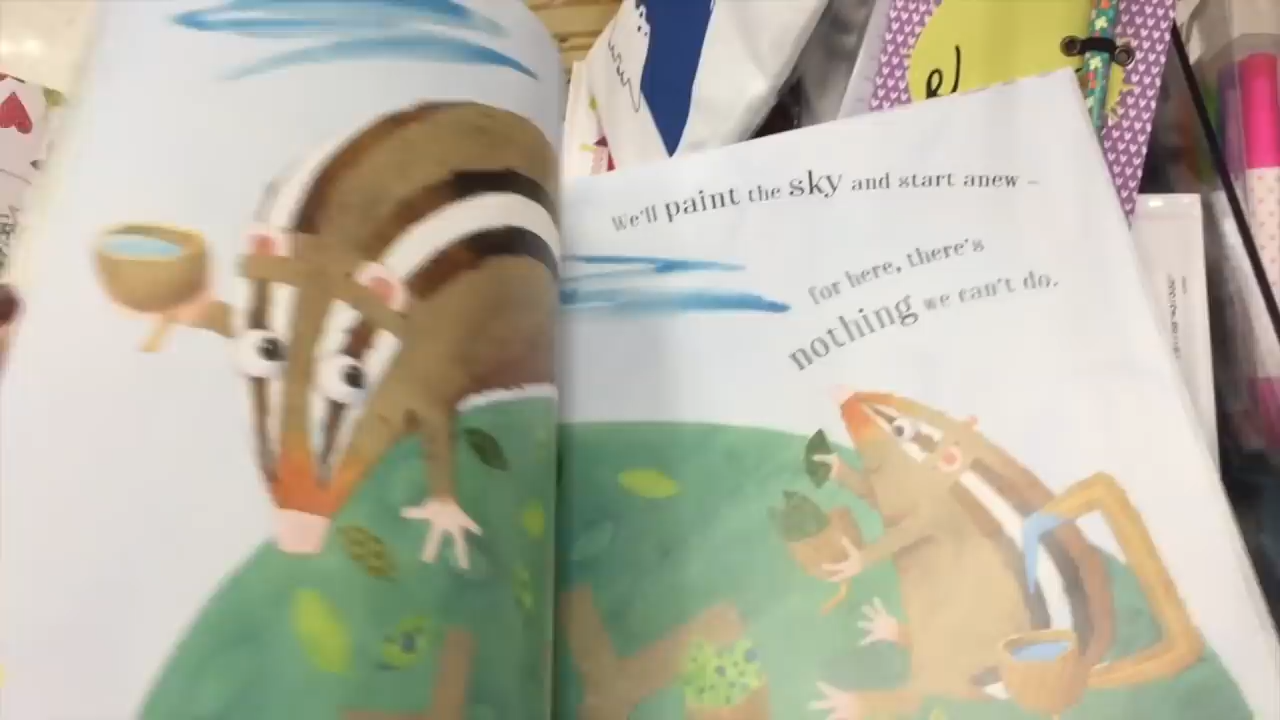 We'll paint the sky and start anew –
for here, there's
nothing we can't do.